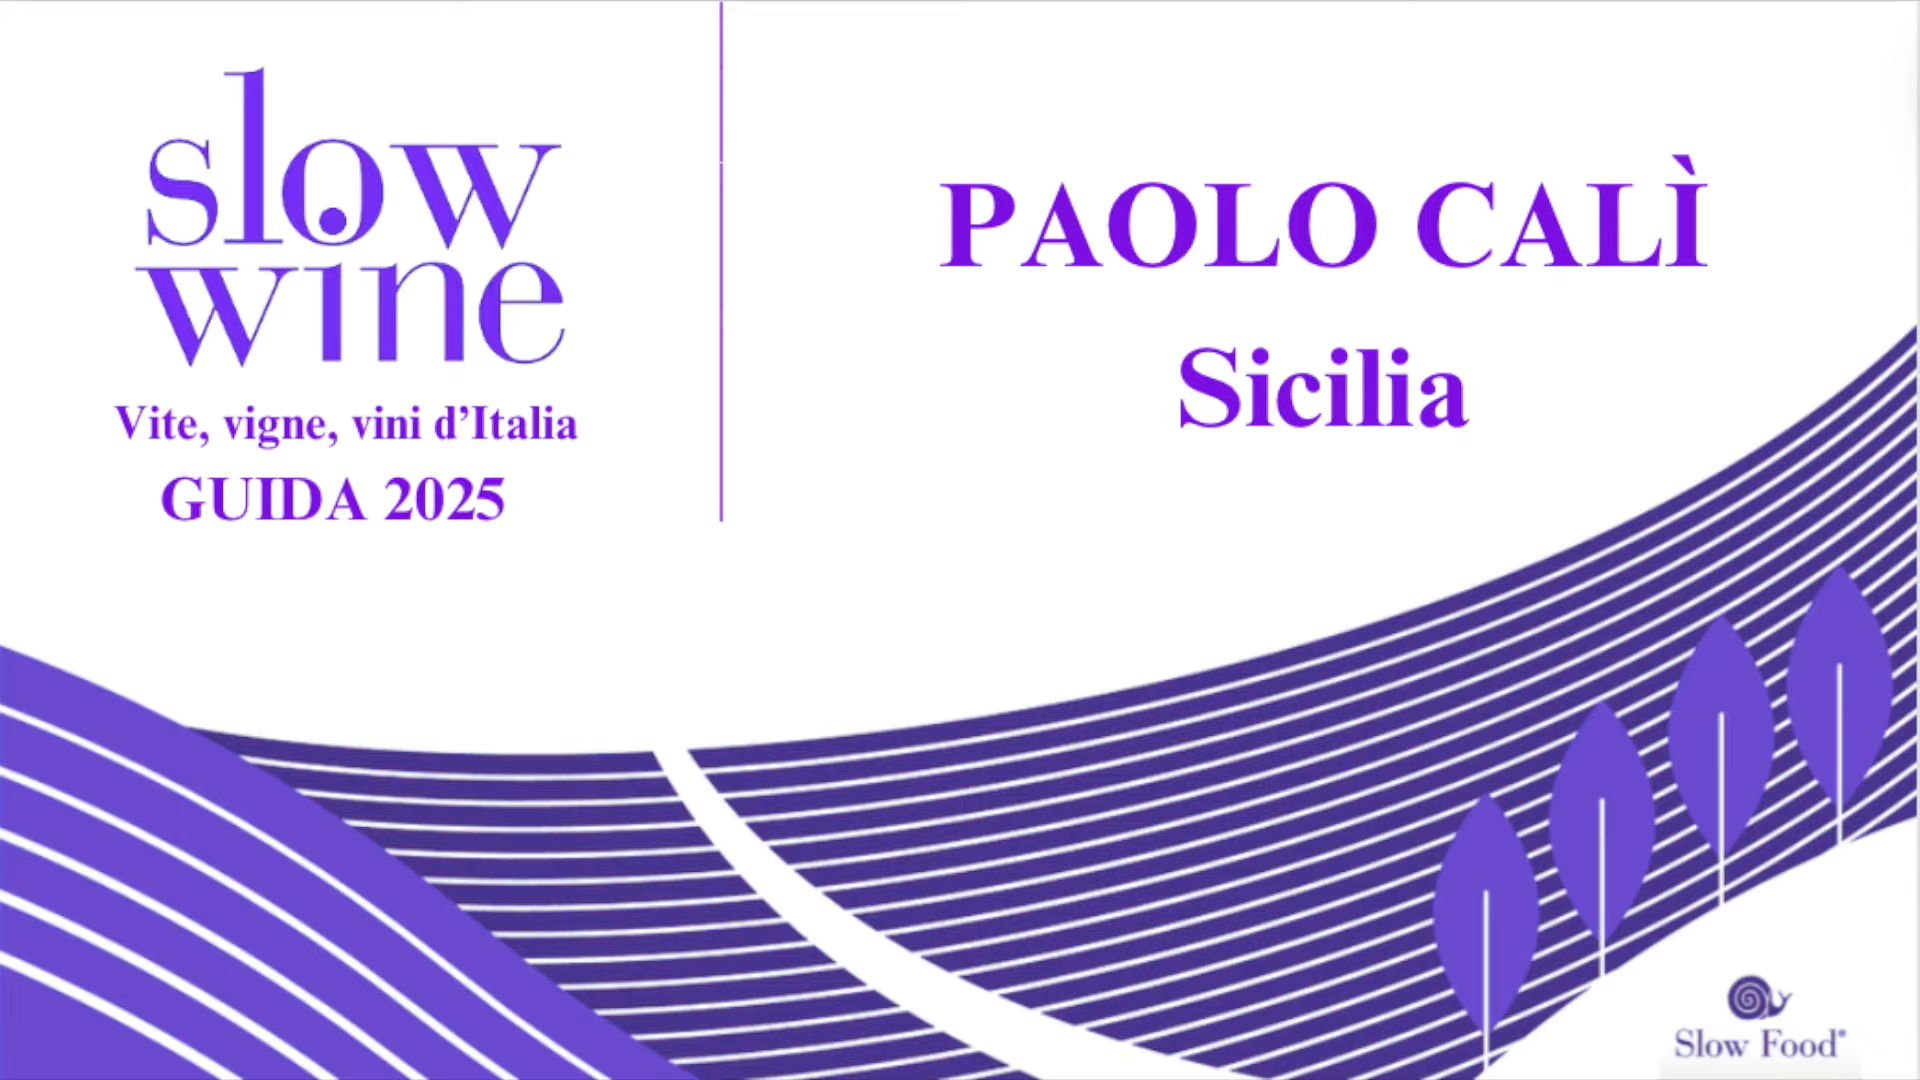 slow
wine
Vite, vigne, vini d’Italia
GUIDA 2025
PAOLO CALÌ
Sicilia
Slow Food®